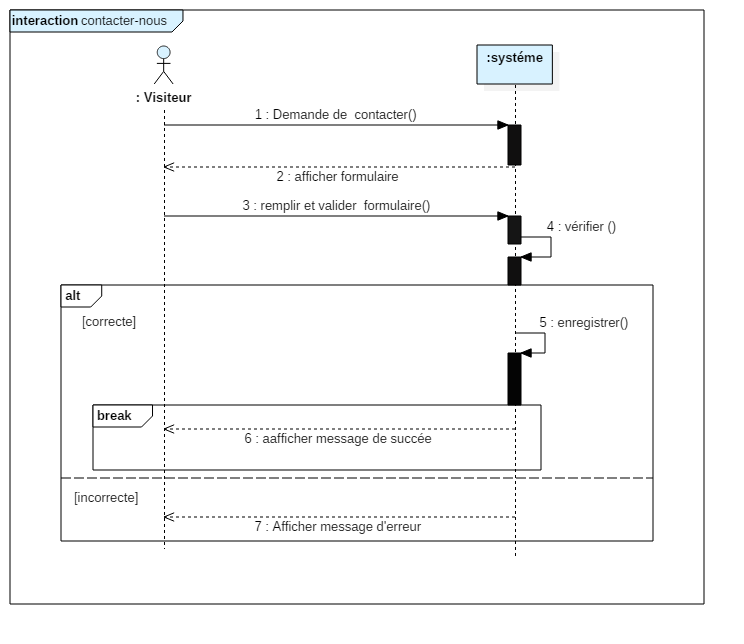 interaction contacter-nous
:systéme
: Visiteur
1 : Demande de contacter()
2 : afficher formulaire
3 : remplir et valider formulaire()
4 : vérifier ()
alt
[correcte]
5 : enregistrer()
break
6 : aafficher message de succée
[incorrecte]
7 : Afficher message d'erreur